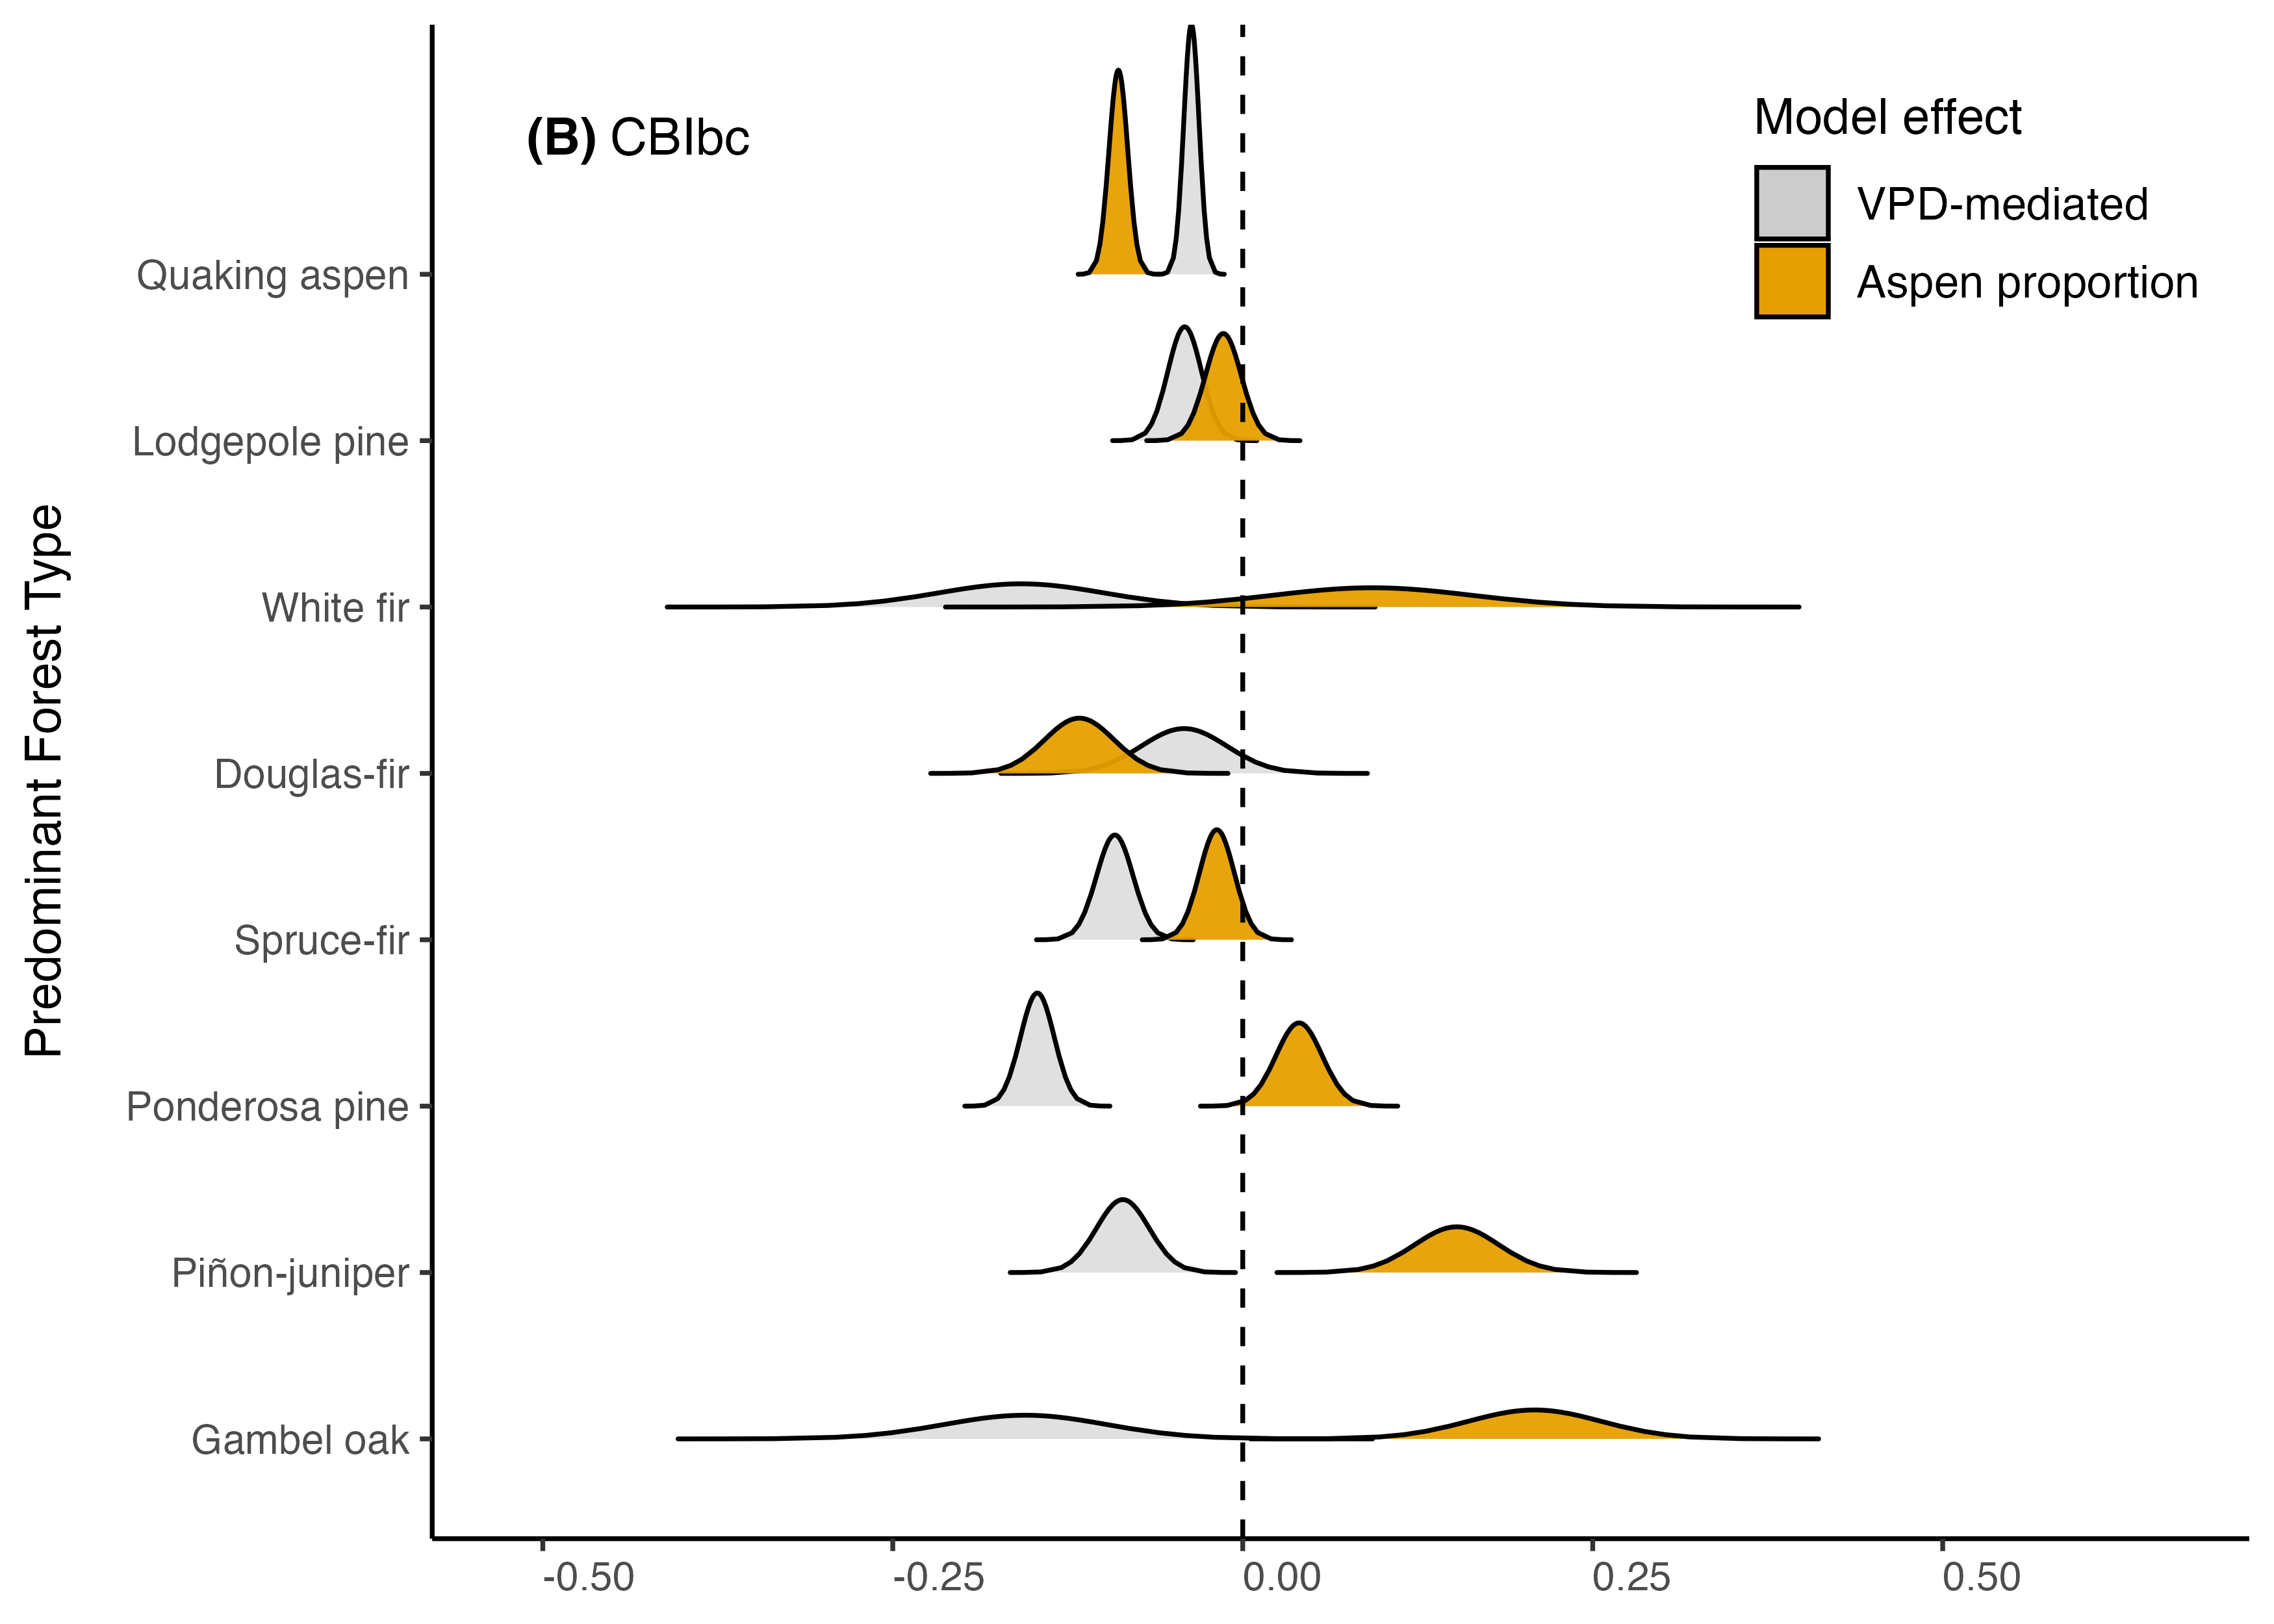 (B) CBIbc
Model effect
VPD-mediated
Aspen proportion
Predominant Forest Type
Quaking aspen
Lodgepole pine
White fir
Douglas-fir
Spruce-fir
Ponderosa pine
Piñon-juniper
Gambel oak
-0.50 -0.25 0.00 0.25 0.50